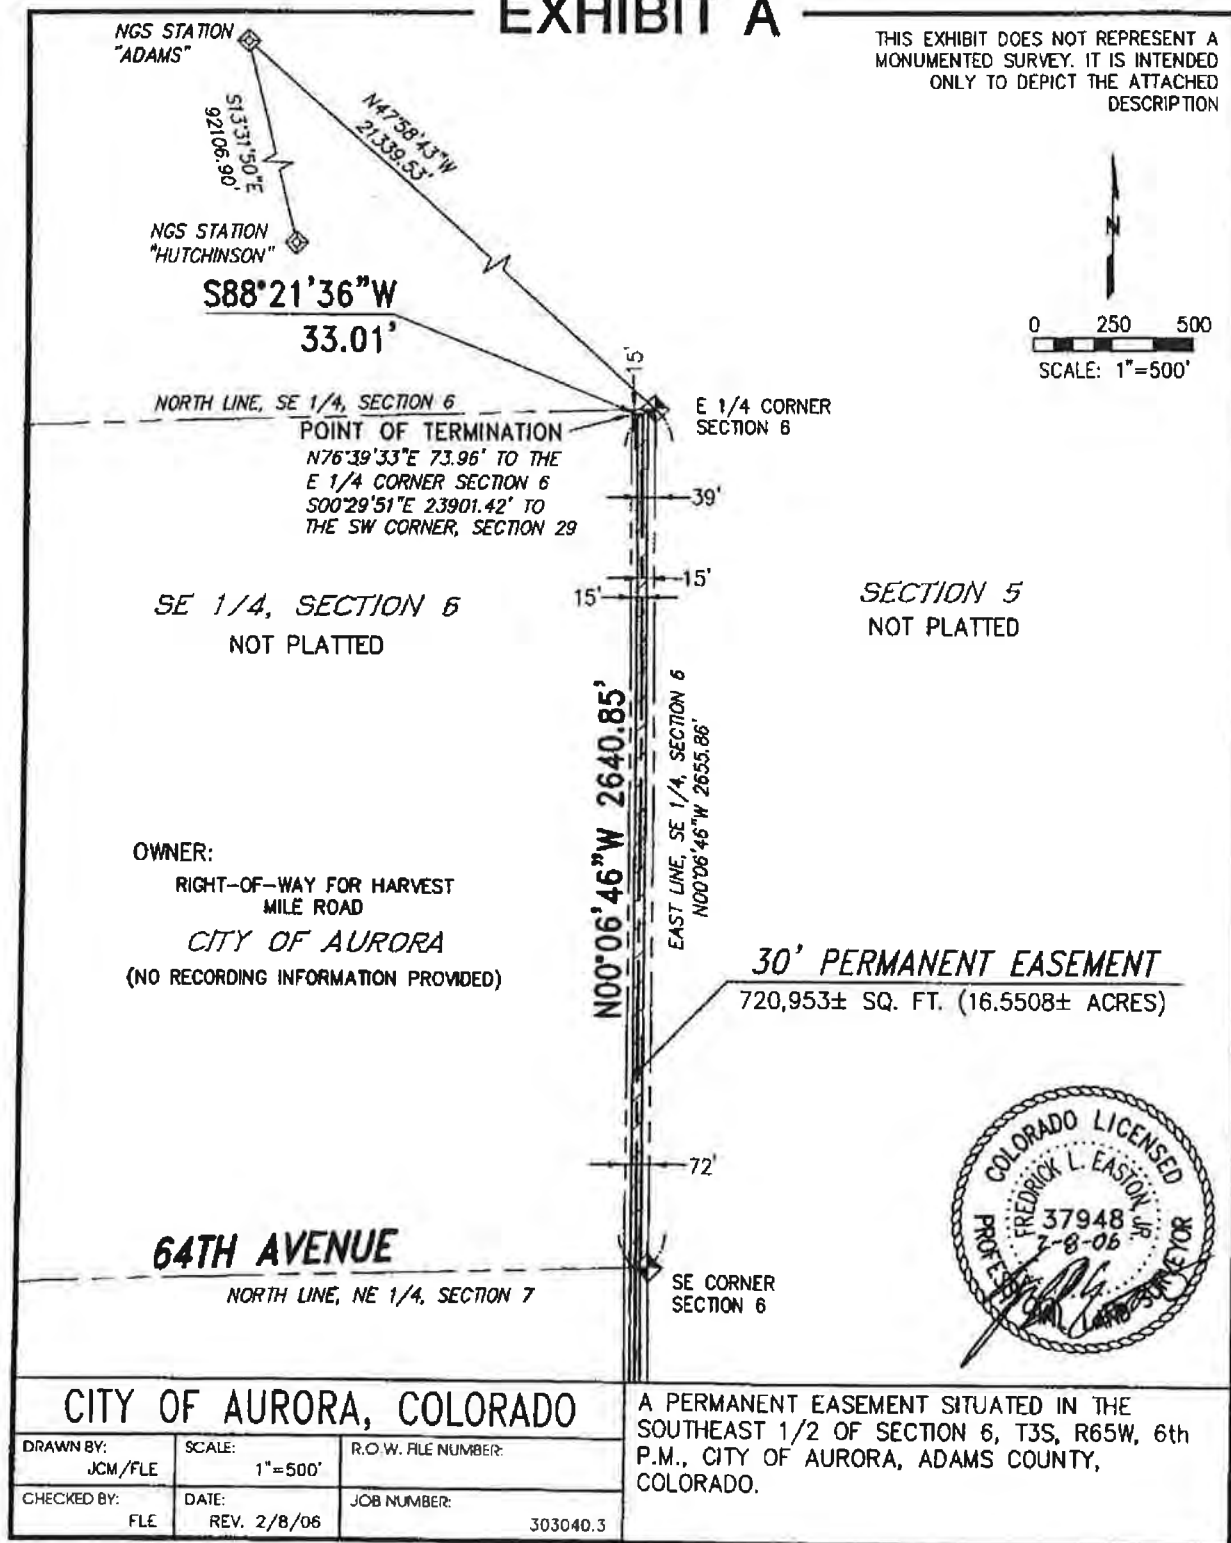 EXHIBIT A
NGS STATION
"ADAMS"
THIS EXHIBIT DOES NOT REPRESENT A
MONUMENTED SURVEY. IT IS INTENDED
ONLY TO DEPICT THE ATTACHED
DESCRIPTION
S13°31'50"E
92106.90'
N47°58'43"W
21339.53'
NGS STATION
"HUTCHINSON"
N
S88°21'36"W
33.01'
0 250 500
SCALE: 1"=500'
15'
NORTH LINE, SE 1/4, SECTION 6
E 1/4 CORNER
SECTION 6
POINT OF TERMINATION
N76°39'33"E 73.96' TO THE
E 1/4 CORNER SECTION 6
S00°29'51"E 23901.42' TO
THE SW CORNER, SECTION 29
39'
15'
15'
SE 1/4, SECTION 6
NOT PLATTED
SECTION 5
NOT PLATTED
N00°06'46"W 2640.85'
EAST LINE, SE 1/4, SECTION 6
N00°06'46"W 2655.86'
OWNER:
RIGHT-OF-WAY FOR HARVEST
MILE ROAD
CITY OF AURORA
(NO RECORDING INFORMATION PROVIDED)
30' PERMANENT EASEMENT
720,953± SQ. FT. (16.5508± ACRES)
72'
COLORADO LICENSED
FREDRICK L. EASTON, JR.
37948
2-8-06
PROFESSIONAL LAND SURVEYOR
64TH AVENUE
NORTH LINE, NE 1/4, SECTION 7
SE CORNER
SECTION 6
CITY OF AURORA, COLORADO
DRAWN BY:
JCM/FLE
SCALE:
1"=500'
R.O.W. FILE NUMBER:
CHECKED BY:
FLE
DATE:
REV. 2/8/06
JOB NUMBER:
303040.3
A PERMANENT EASEMENT SITUATED IN THE
SOUTHEAST 1/2 OF SECTION 6, T3S, R65W, 6th
P.M., CITY OF AURORA, ADAMS COUNTY,
COLORADO.